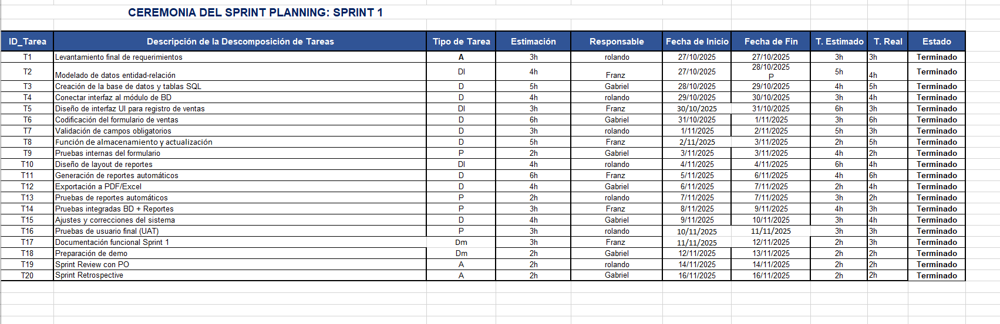 CEREMONIA DEL SPRINT PLANNING: SPRINT 1
ID_Tarea Descripción de la Descomposición de Tareas Tipo de Tarea Estimación Responsable Fecha de Inicio Fecha de Fin T. Estimado T. Real Estado
T1 Levantamiento final de requerimientos A 3h rolando 27/10/2025 27/10/2025 3h 3h Terminado
T2 Modelado de datos entidad-relación DI 4h Franz 27/10/2025 28/10/2025 P 5h 4h Terminado
T3 Creación de la base de datos y tablas SQL D 5h Gabriel 28/10/2025 29/10/2025 4h 5h Terminado
T4 Conectar interfaz al módulo de BD D 4h rolando 29/10/2025 30/10/2025 3h 4h Terminado
T5 Diseño de interfaz UI para registro de ventas DI 3h Franz 30/10/2025 31/10/2025 6h 3h Terminado
T6 Codificación del formulario de ventas D 6h Gabriel 31/10/2025 1/11/2025 3h 6h Terminado
T7 Validación de campos obligatorios D 3h rolando 1/11/2025 2/11/2025 5h 3h Terminado
T8 Función de almacenamiento y actualización D 5h Franz 2/11/2025 3/11/2025 2h 5h Terminado
T9 Pruebas internas del formulario P 2h Gabriel 3/11/2025 3/11/2025 4h 2h Terminado
T10 Diseño de layout de reportes DI 4h rolando 4/11/2025 4/11/2025 6h 4h Terminado
T11 Generación de reportes automáticos D 6h Franz 5/11/2025 6/11/2025 4h 6h Terminado
T12 Exportación a PDF/Excel D 4h Gabriel 6/11/2025 7/11/2025 2h 4h Terminado
T13 Pruebas de reportes automáticos P 2h rolando 7/11/2025 7/11/2025 3h 2h Terminado
T14 Pruebas integradas BD + Reportes P 3h Franz 8/11/2025 9/11/2025 4h 3h Terminado
T15 Ajustes y correcciones del sistema D 4h Gabriel 9/11/2025 10/11/2025 3h 4h Terminado
T16 Pruebas de usuario final (UAT) P 3h rolando 10/11/2025 11/11/2025 3h 3h Terminado
T17 Documentación funcional Sprint 1 Dm 3h Franz 11/11/2025 12/11/2025 2h 3h Terminado
T18 Preparación de demo Dm 2h Gabriel 12/11/2025 13/11/2025 2h 2h Terminado
T19 Sprint Review con PO A 2h rolando 14/11/2025 14/11/2025 2h 2h Terminado
T20 Sprint Retrospective A 2h Gabriel 16/11/2025 16/11/2025 2h 2h Terminado